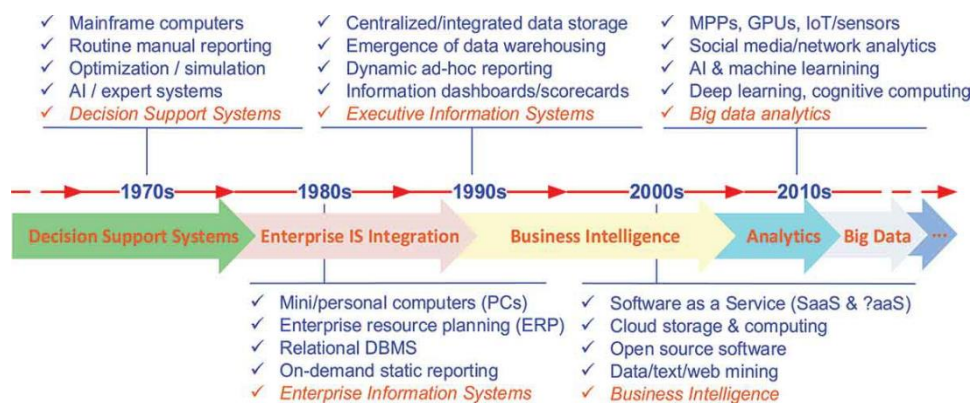 ✓ Mainframe computers
✓ Routine manual reporting
✓ Optimization / simulation
✓ AI / expert systems
✓ Decision Support Systems
✓ Centralized/integrated data storage
✓ Emergence of data warehousing
✓ Dynamic ad-hoc reporting
✓ Information dashboards/scorecards
✓ Executive Information Systems
✓ MPPs, GPUs, IoT/sensors
✓ Social media/network analytics
✓ AI & machine learnining
✓ Deep learning, cognitive computing
✓ Big data analytics
1970s 1980s 1990s 2000s 2010s
Decision Support Systems Enterprise IS Integration Business Intelligence Analytics Big Data ...
✓ Mini/personal computers (PCs)
✓ Enterprise resource planning (ERP)
✓ Relational DBMS
✓ On-demand static reporting
✓ Enterprise Information Systems
✓ Software as a Service (SaaS & ?aaS)
✓ Cloud storage & computing
✓ Open source software
✓ Data/text/web mining
✓ Business Intelligence